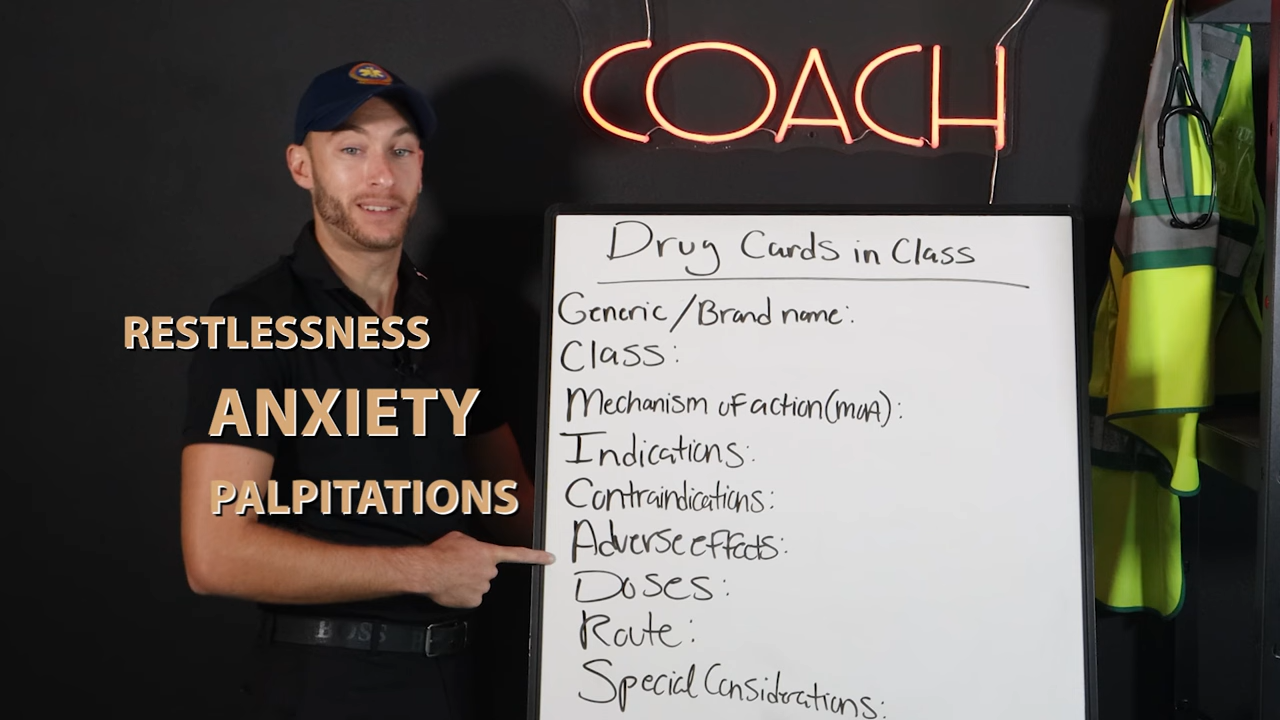 COACH
Drug Cards in Class
Generic/Brand name:
Class:
Mechanism of action(MOA):
Indications:
Contraindications:
Adverse effects:
Doses:
Route:
Special Considerations:
RESTLESSNESS
ANXIETY
PALPITATIONS
BOSS